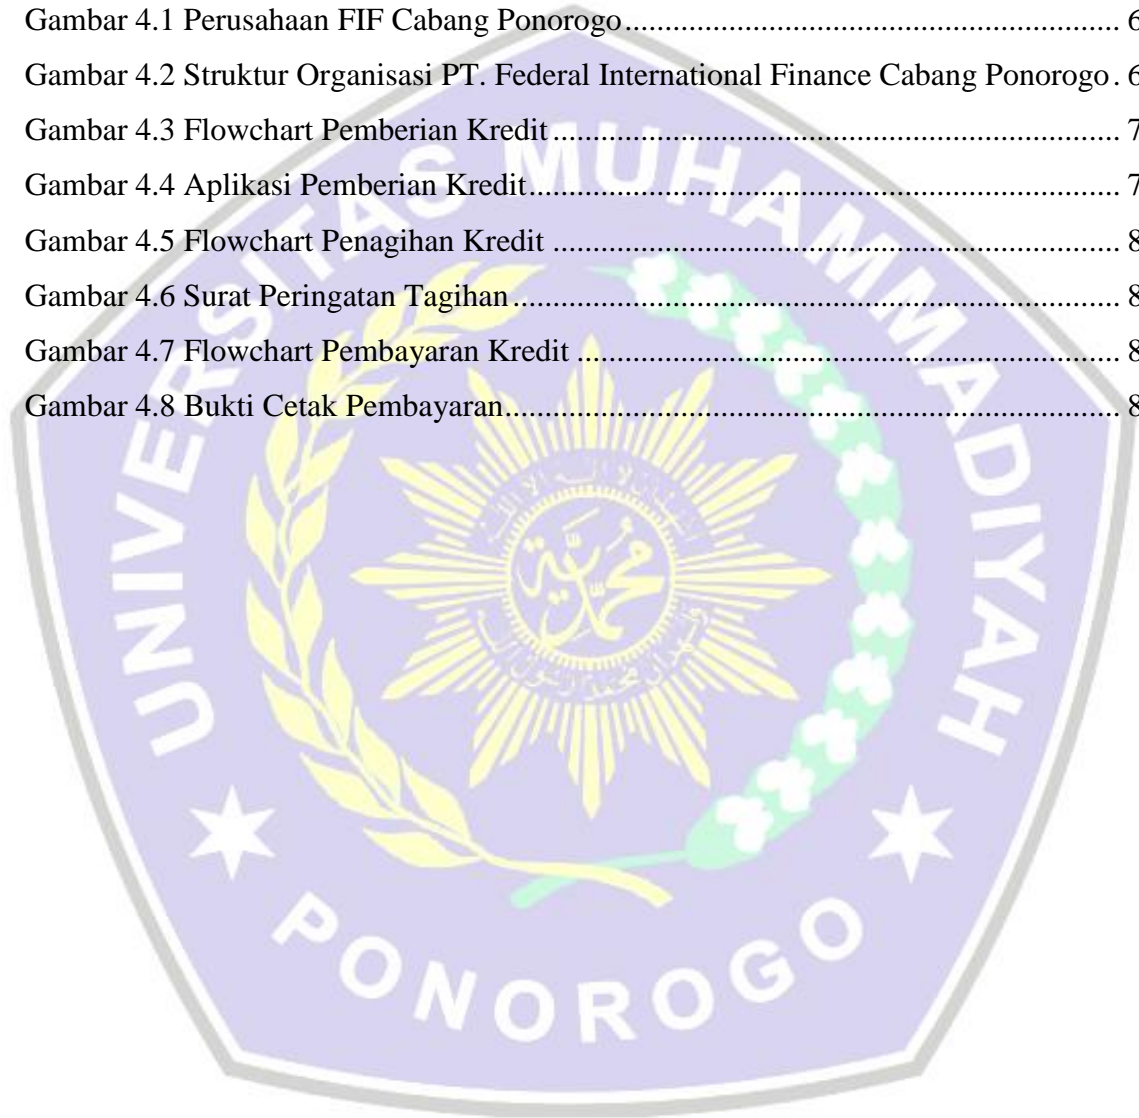 Gambar 4.1 Perusahaan FIF Cabang Ponorogo.......................................................................... 6
Gambar 4.2 Struktur Organisasi PT. Federal International Finance Cabang Ponorogo. 6
Gambar 4.3 Flowchart Pemberian Kredit.................................................................................... 7
Gambar 4.4 Aplikasi Pemberian Kredit....................................................................................... 7
Gambar 4.5 Flowchart Penagihan Kredit .................................................................................... 8
Gambar 4.6 Surat Peringatan Tagihan......................................................................................... 8
Gambar 4.7 Flowchart Pembayaran Kredit ................................................................................ 8
Gambar 4.8 Bukti Cetak Pembayaran.......................................................................................... 8
UNIVERSITAS MUHAMMADIYAH
PONOROGO
محمدية